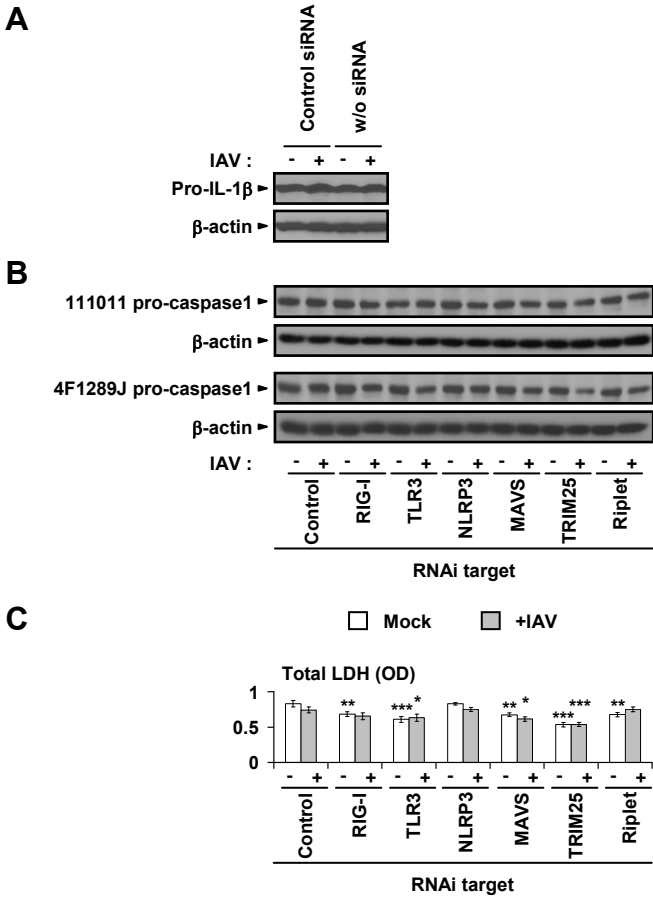 A
Control siRNA
w/o siRNA
IAV : - + - +
Pro-IL-1β
β-actin
B
111011 pro-caspase1
β-actin
4F1289J pro-caspase1
β-actin
IAV : - + - + - + - + - + - + - +
Control
RIG-I
TLR3
NLRP3
MAVS
TRIM25
Riplet
RNAi target
C
Mock +IAV
Total LDH (OD)
1
0.5
0
** *** * ** * *** *** **
- + - + - + - + - + - + - +
Control
RIG-I
TLR3
NLRP3
MAVS
TRIM25
Riplet
RNAi target